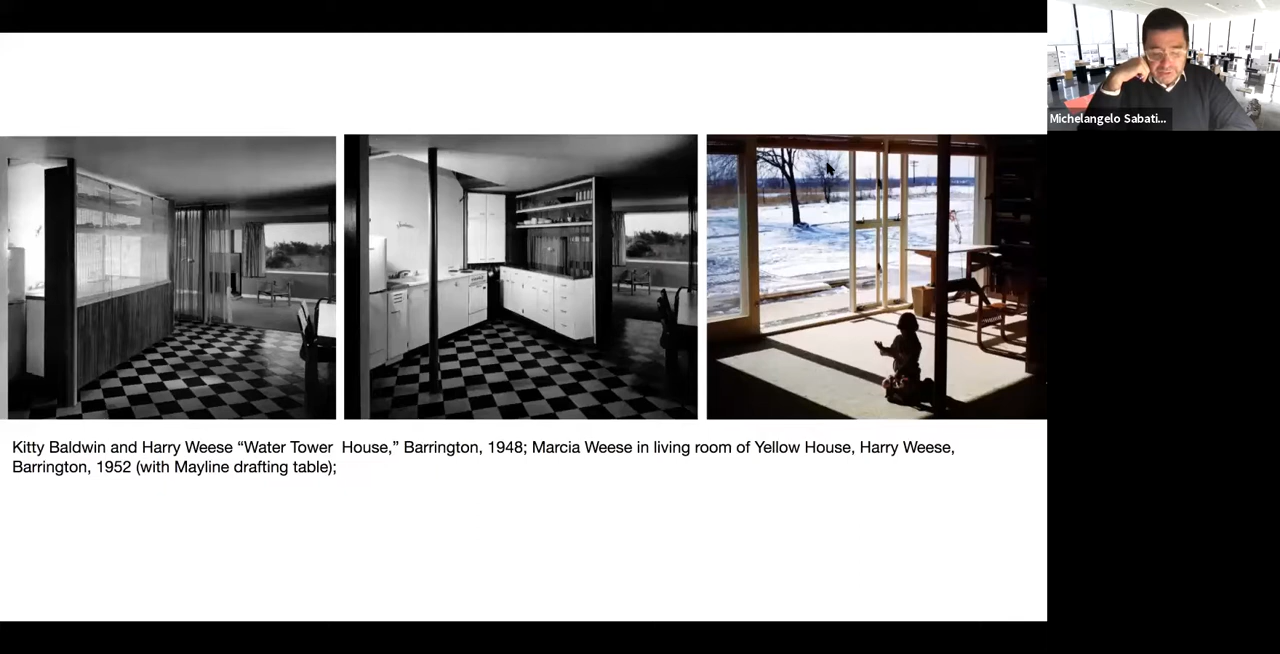 Michelangelo Sabati...
Kitty Baldwin and Harry Weese “Water Tower House,” Barrington, 1948; Marcia Weese in living room of Yellow House, Harry Weese,
Barrington, 1952 (with Mayline drafting table);